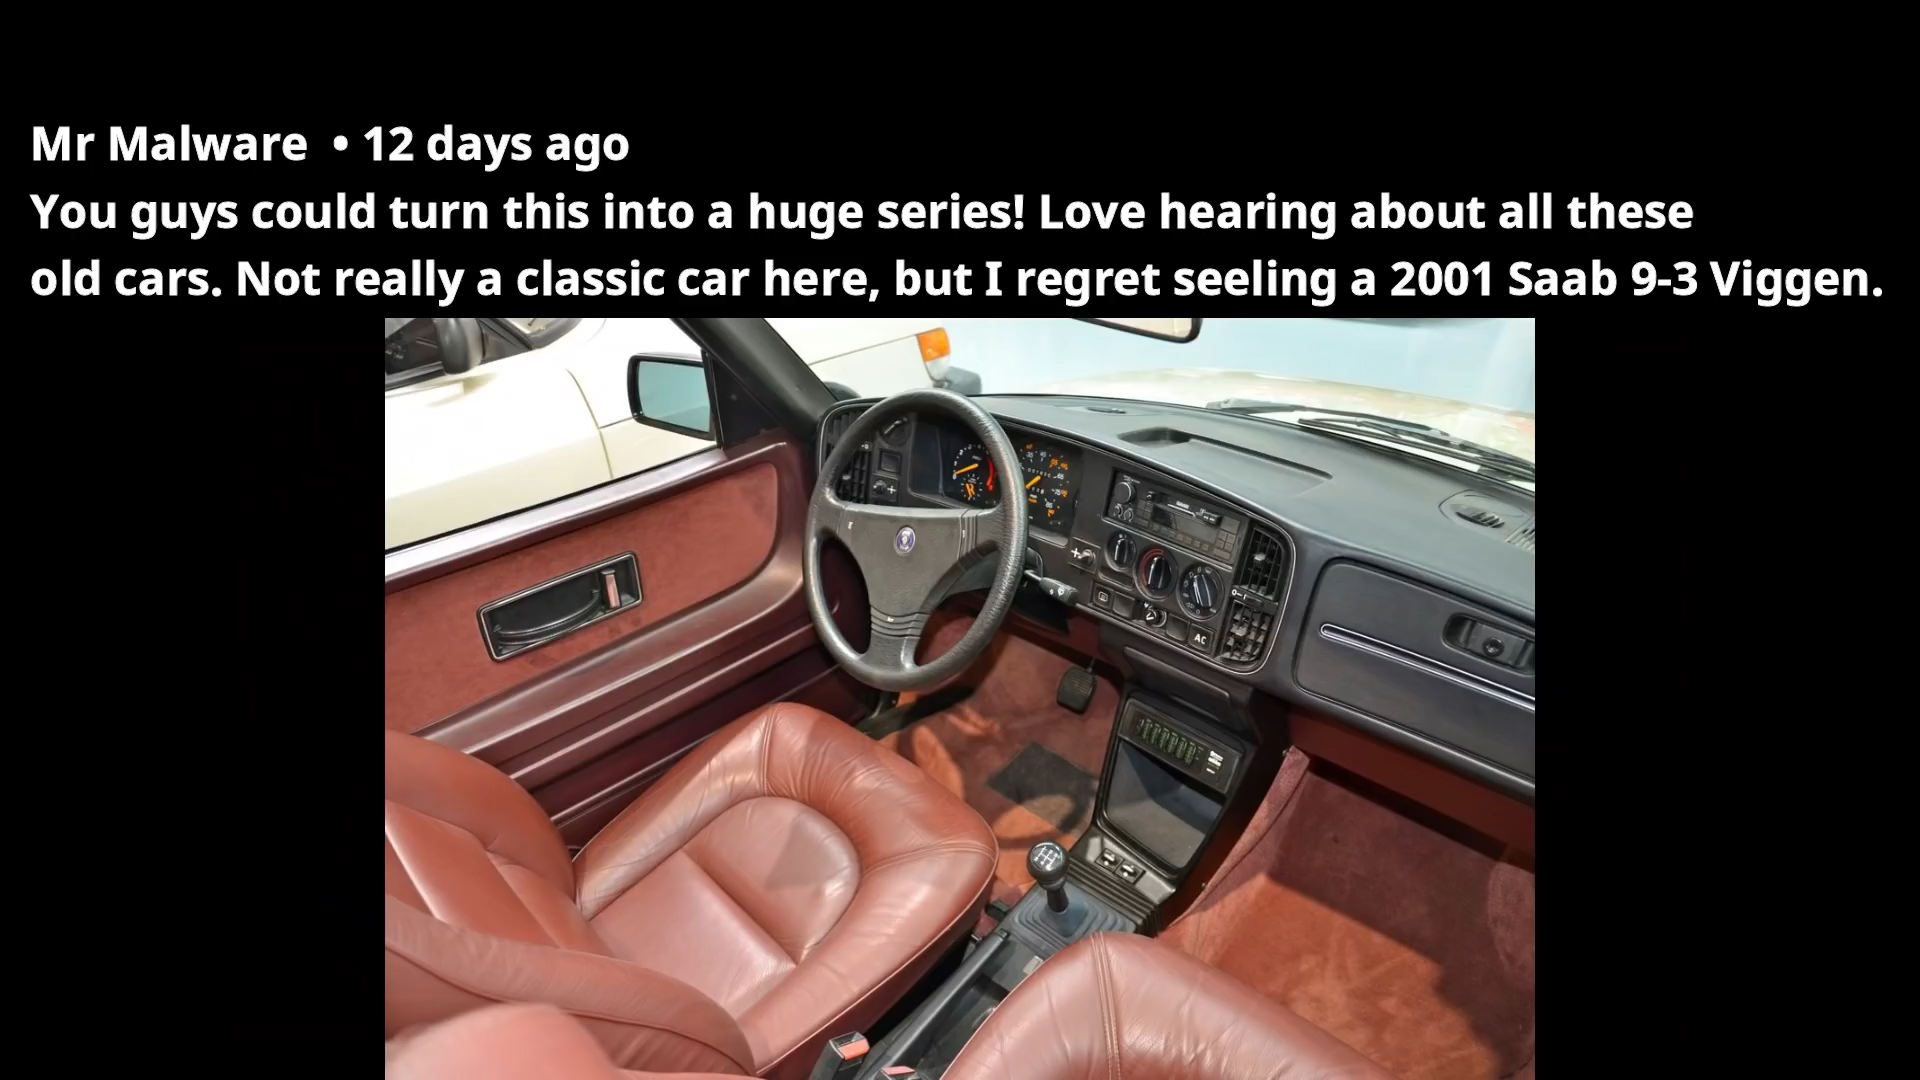 Mr Malware • 12 days ago
You guys could turn this into a huge series! Love hearing about all these
old cars. Not really a classic car here, but I regret seeling a 2001 Saab 9-3 Viggen.
AC